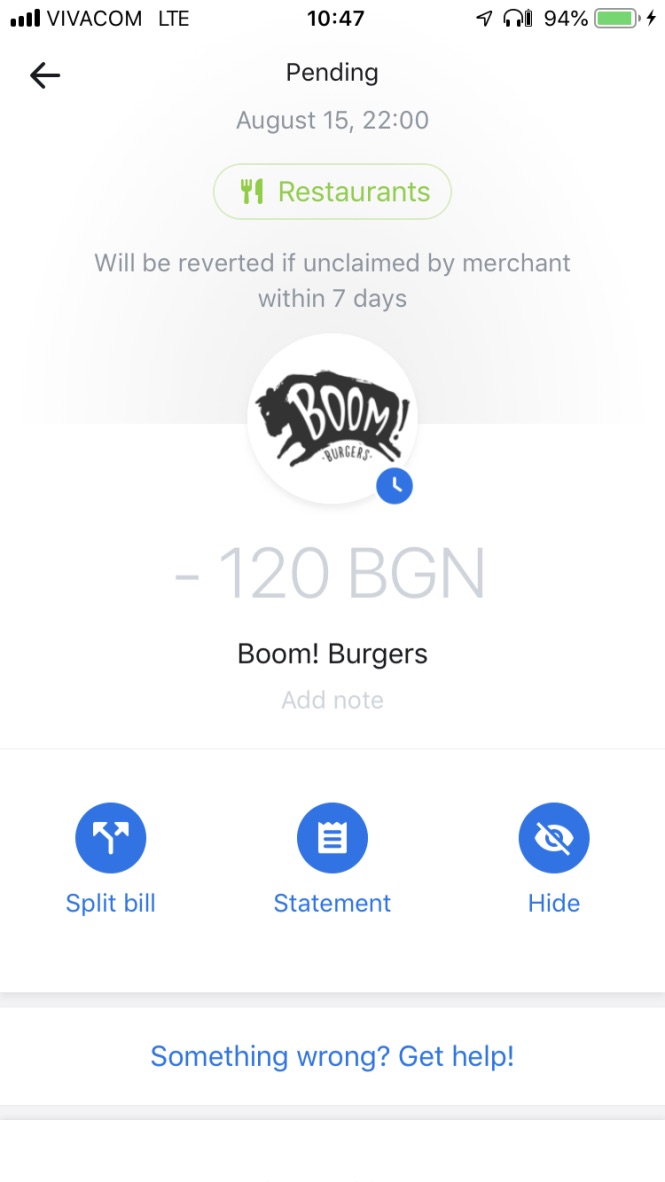 VIVACOM LTE 10:47 94%
Pending
August 15, 22:00
Restaurants
Will be reverted if unclaimed by merchant
within 7 days
BOOM!
·BURGERS·
- 120 BGN
Boom! Burgers
Add note
Split bill Statement Hide
Something wrong? Get help!